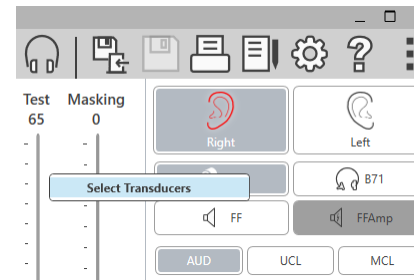 Test Masking
65 0
Right Left
Select Transducers
B71
FF FFAmp
AUD UCL MCL